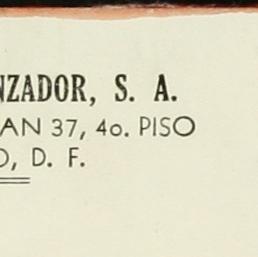 NZADOR, S. A.
AN 37, 4o. PISO
O, D. F.